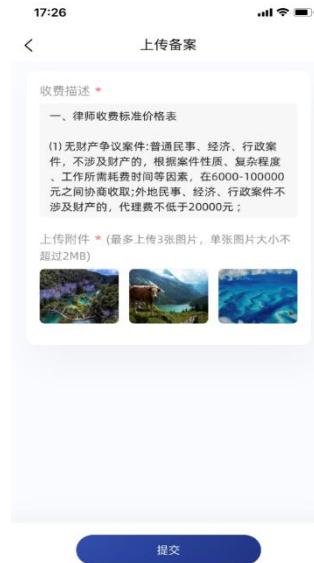 17:26
上传备案
收费描述 *
一、律师收费标准价格表
(1) 无财产争议案件:普通民事、经济、行政案
件，不涉及财产的，根据案件性质、复杂程度
、工作所需耗费时间等因素，在6000-100000
元之间协商收取;外地民事、经济、行政案件不
涉及财产的，代理费不低于20000元；
上传附件 * (最多上传3张图片，单张图片大小不
超过2MB)
提交